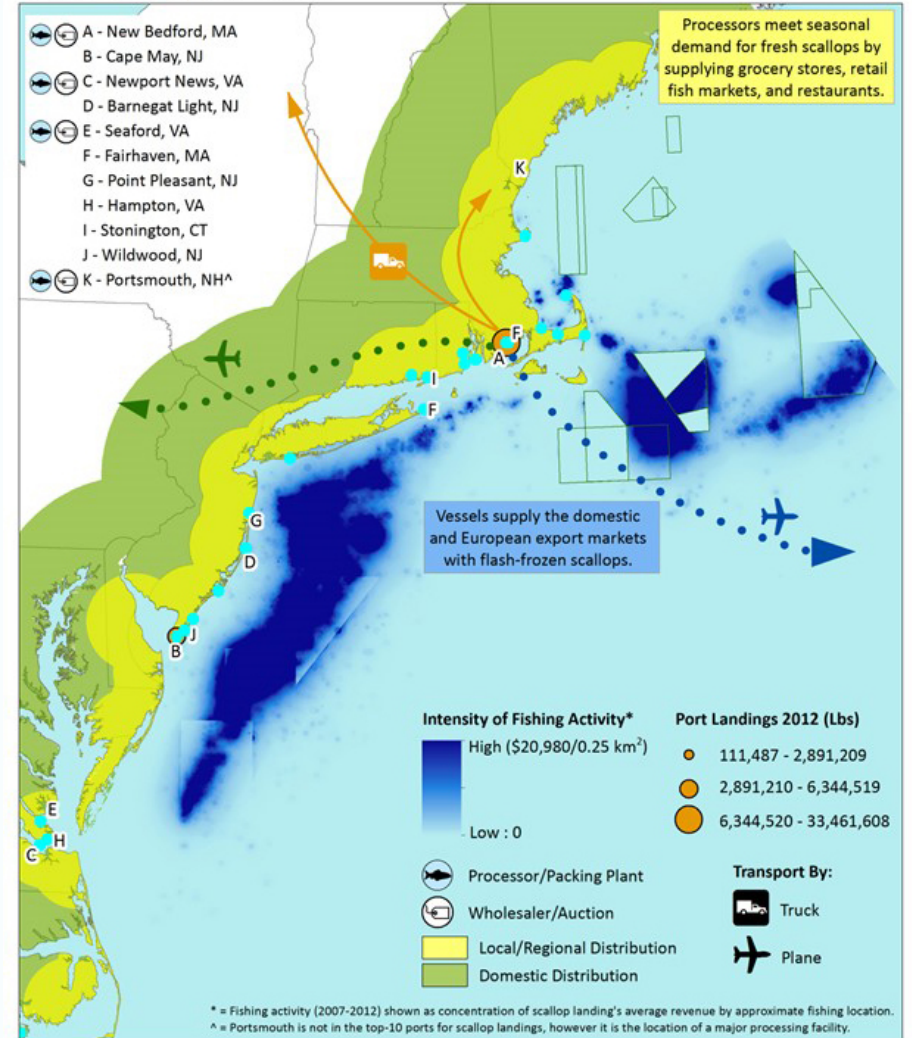 A - New Bedford, MA
B - Cape May, NJ
C - Newport News, VA
D - Barnegat Light, NJ
E - Seaford, VA
F - Fairhaven, MA
G - Point Pleasant, NJ
H - Hampton, VA
I - Stonington, CT
J - Wildwood, NJ
K - Portsmouth, NH^
Processors meet seasonal
demand for fresh scallops by
supplying grocery stores, retail
fish markets, and restaurants.
K
F
A
I
F
G
D
J
B
E
H
C
Vessels supply the domestic
and European export markets
with flash-frozen scallops.
Intensity of Fishing Activity*
High ($20,980/0.25 km²)
Low : 0
Processor/Packing Plant
Wholesaler/Auction
Local/Regional Distribution
Domestic Distribution
Port Landings 2012 (Lbs)
111,487 - 2,891,209
2,891,210 - 6,344,519
6,344,520 - 33,461,608
Transport By:
Truck
Plane
* = Fishing activity (2007-2012) shown as concentration of scallop landing's average revenue by approximate fishing location.
^ = Portsmouth is not in the top-10 ports for scallop landings, however it is the location of a major processing facility.